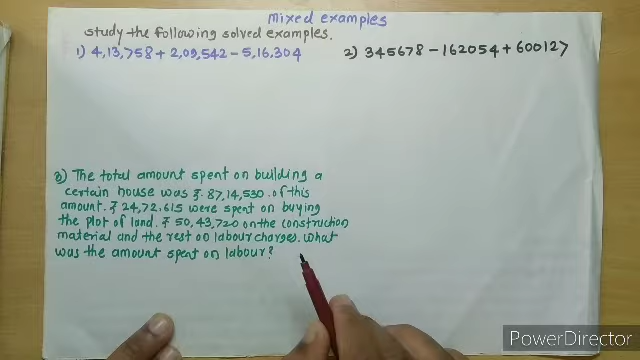 Mixed examples
study the following solved examples.
1) 4,13,758 + 2,09,542 - 5,16,304
2) 345678 - 162054 + 600127
3) The total amount spent on building a
certain house was ₹. 87,14,530. of this
amount. ₹ 24,72.615 were spent on buying
the plot of land. ₹ 50,43,720 on the construction
material and the rest on labour charges. What
was the amount spent on labour?
PowerDirector